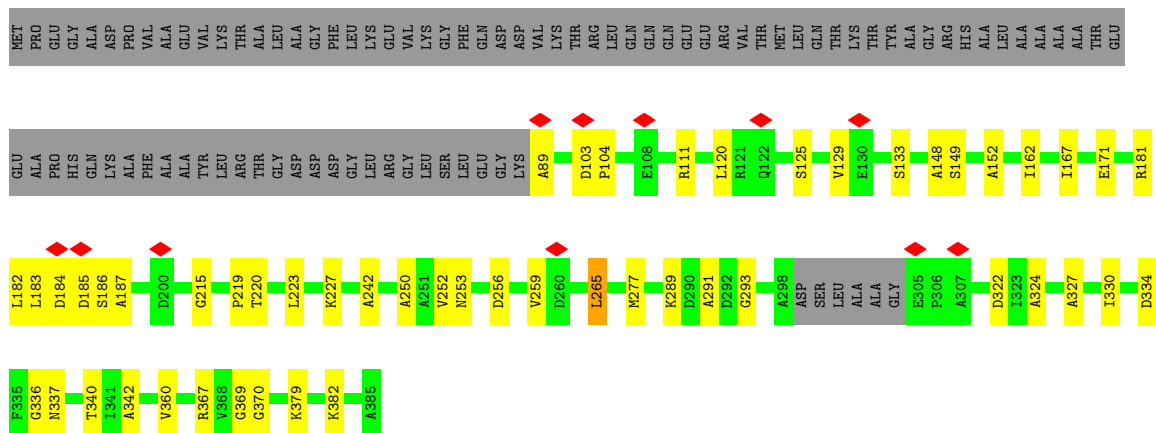 MET PRO GLU GLY ALA ASP PRO VAL ALA GLU VAL LYS THR ALA LEU ALA GLY PHE LEU LYS GLU VAL LYS GLY PHE GLN ASP ASP VAL LYS THR ARG LEU GLN GLN GLN GLU GLU ARG VAL THR MET LEU GLN THR LYS THR TYR ALA GLY ARG HIS ALA LEU ALA ALA ALA ALA THR GLU
GLU ALA PRO HIS GLN LYS ALA PHE ALA ALA TYR LEU ARG THR GLY ASP ASP ASP GLY LEU ARG GLY LEU SER LEU GLU GLY LYS A89 D103 P104 E108 R111 L120 R121 Q122 S125 V129 E130 S133 A148 S149 A152 I162 I167 E171 R181
L182 L183 D184 D185 S186 A187 D200 G215 P219 T220 L223 K227 A242 A250 A251 V252 N253 D256 V259 D260 L265 M277 K289 D290 A291 D292 G293 A298 ASP SER LEU ALA ALA GLY E305 P306 A307 D322 I323 A324 A327 I330 D334
F335 G336 N337 T340 I341 A342 V360 R367 V368 G369 G370 K379 K382 A385